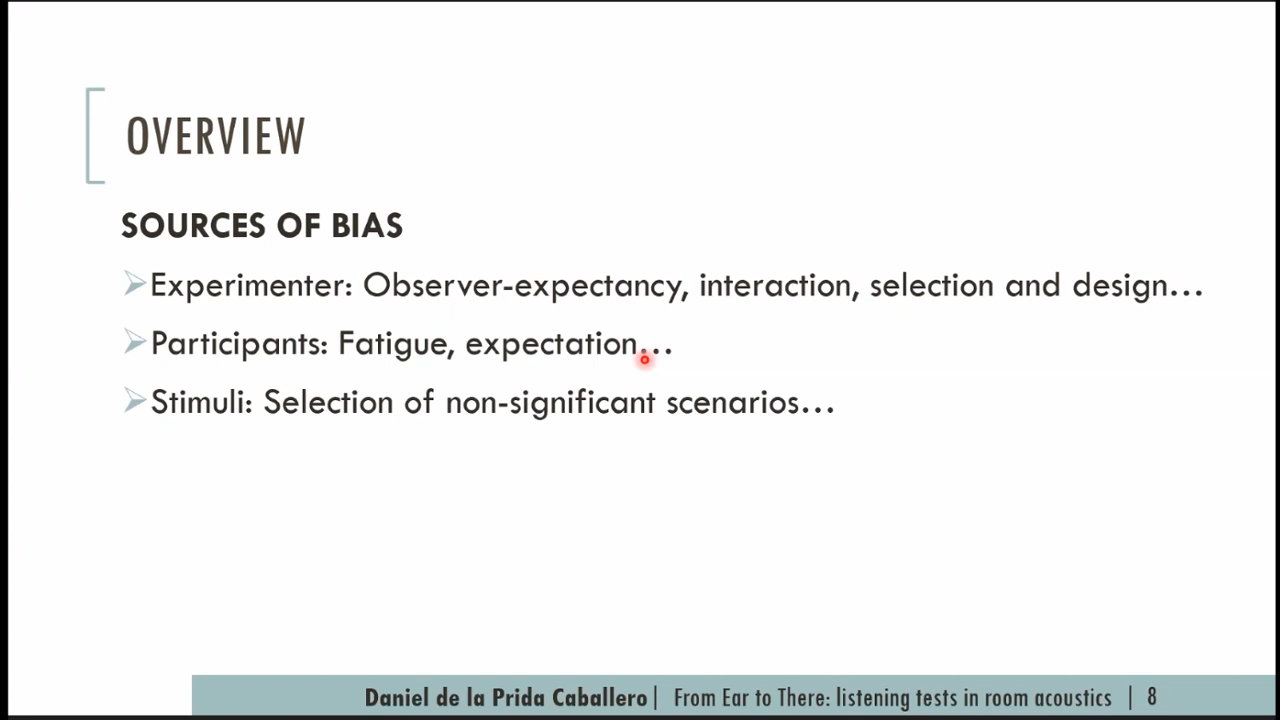 OVERVIEW
SOURCES OF BIAS
Experimenter: Observer-expectancy, interaction, selection and design...
Participants: Fatigue, expectation...
Stimuli: Selection of non-significant scenarios...
Daniel de la Prida Caballero| From Ear to There: listening tests in room acoustics | 8